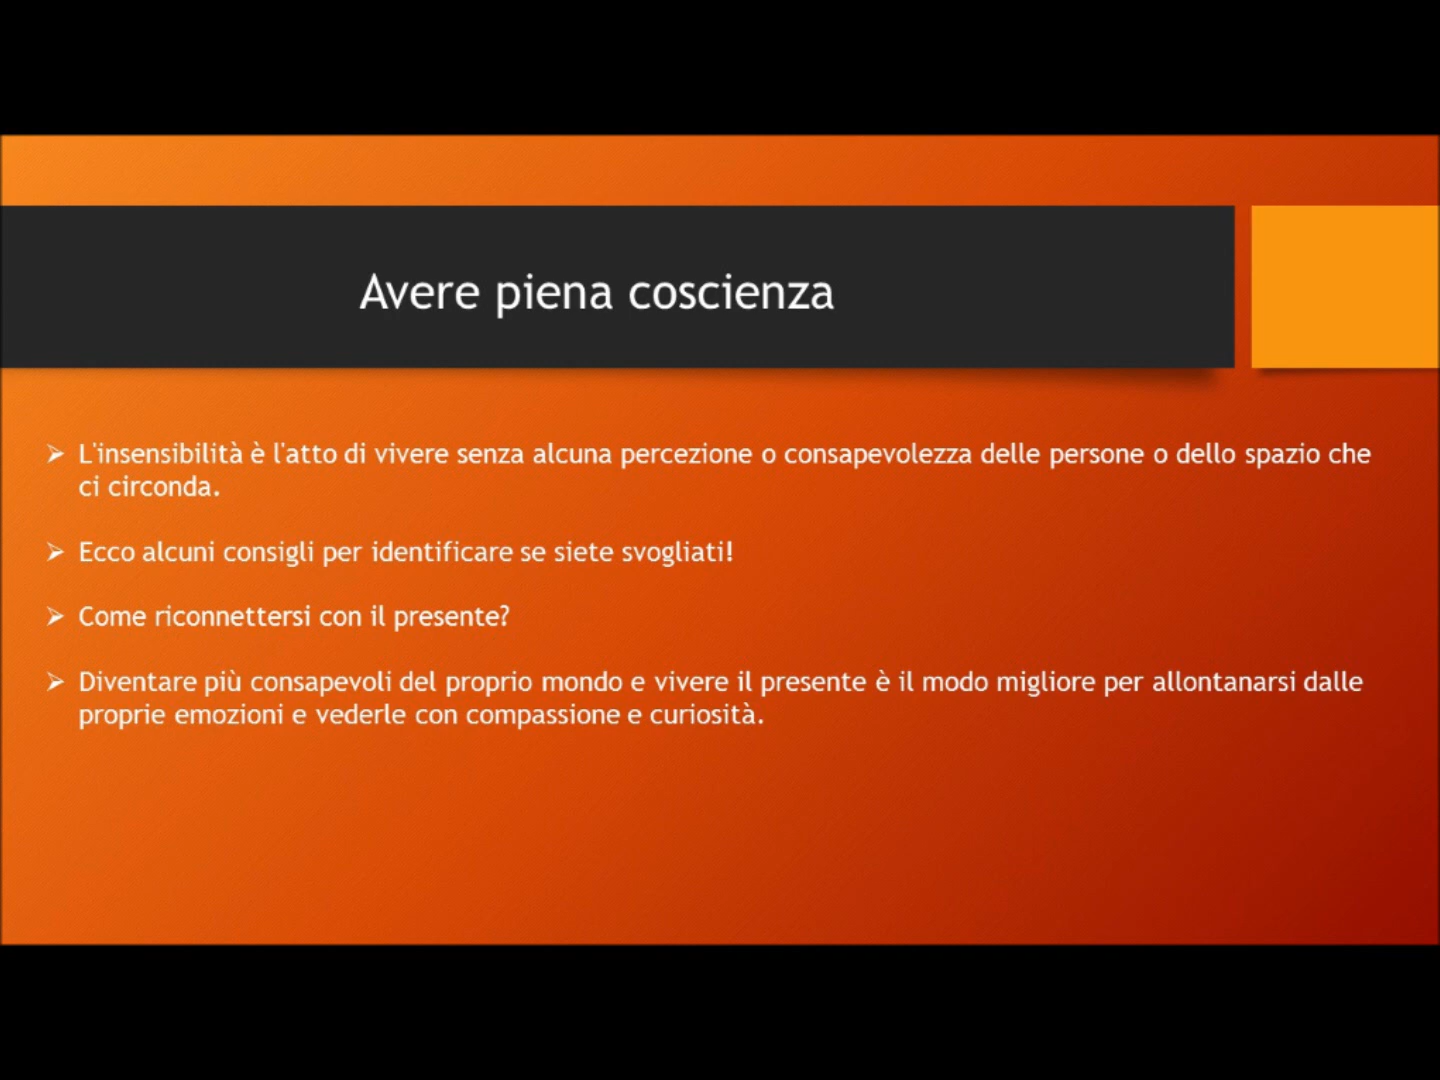 Avere piena coscienza
➢ L'insensibilità è l'atto di vivere senza alcuna percezione o consapevolezza delle persone o dello spazio che
ci circonda.
➢ Ecco alcuni consigli per identificare se siete svogliati!
➢ Come riconnettersi con il presente?
➢ Diventare più consapevoli del proprio mondo e vivere il presente è il modo migliore per allontanarsi dalle
proprie emozioni e vederle con compassione e curiosità.